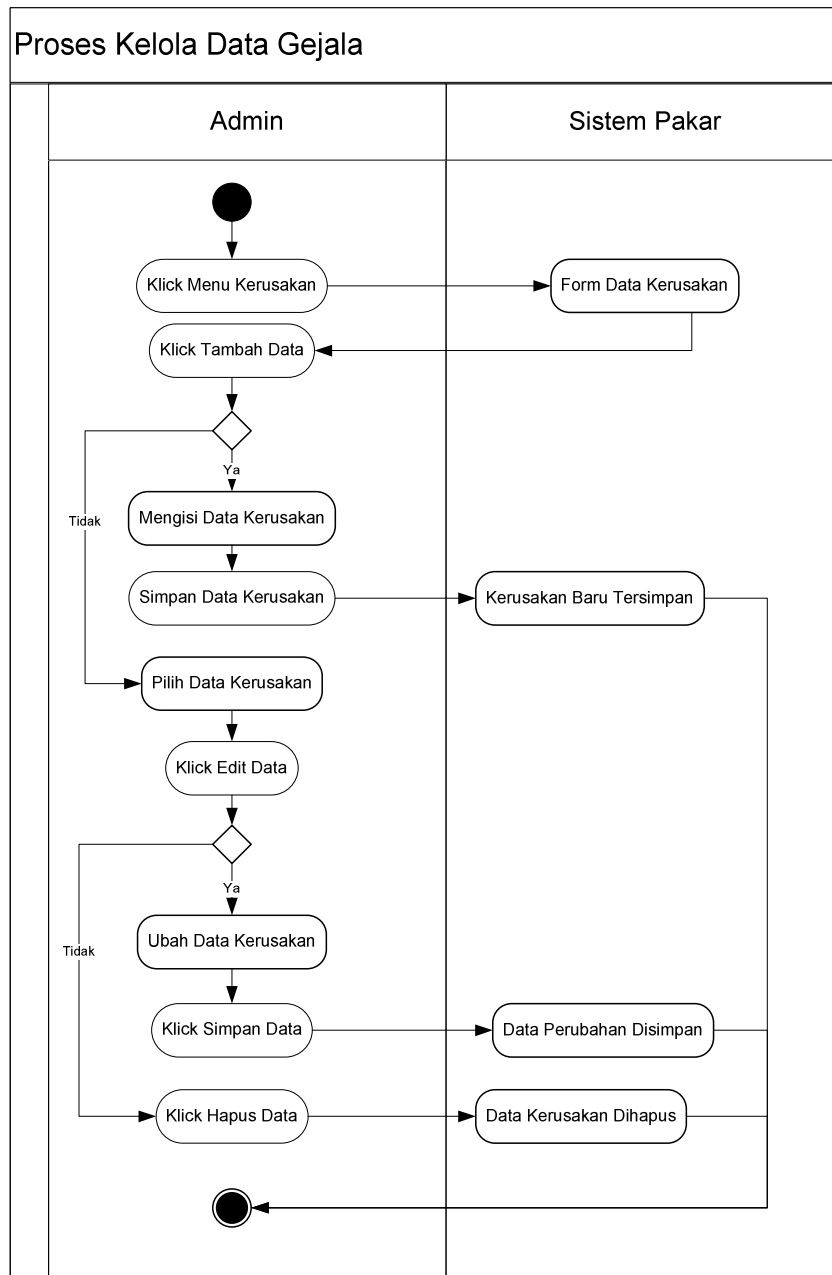 Proses Kelola Data Gejala
Admin
Sistem Pakar
Klick Menu Kerusakan
Form Data Kerusakan
Klick Tambah Data
Ya
Tidak
Mengisi Data Kerusakan
Simpan Data Kerusakan
Kerusakan Baru Tersimpan
Pilih Data Kerusakan
Klick Edit Data
Ya
Tidak
Ubah Data Kerusakan
Klick Simpan Data
Data Perubahan Disimpan
Klick Hapus Data
Data Kerusakan Dihapus